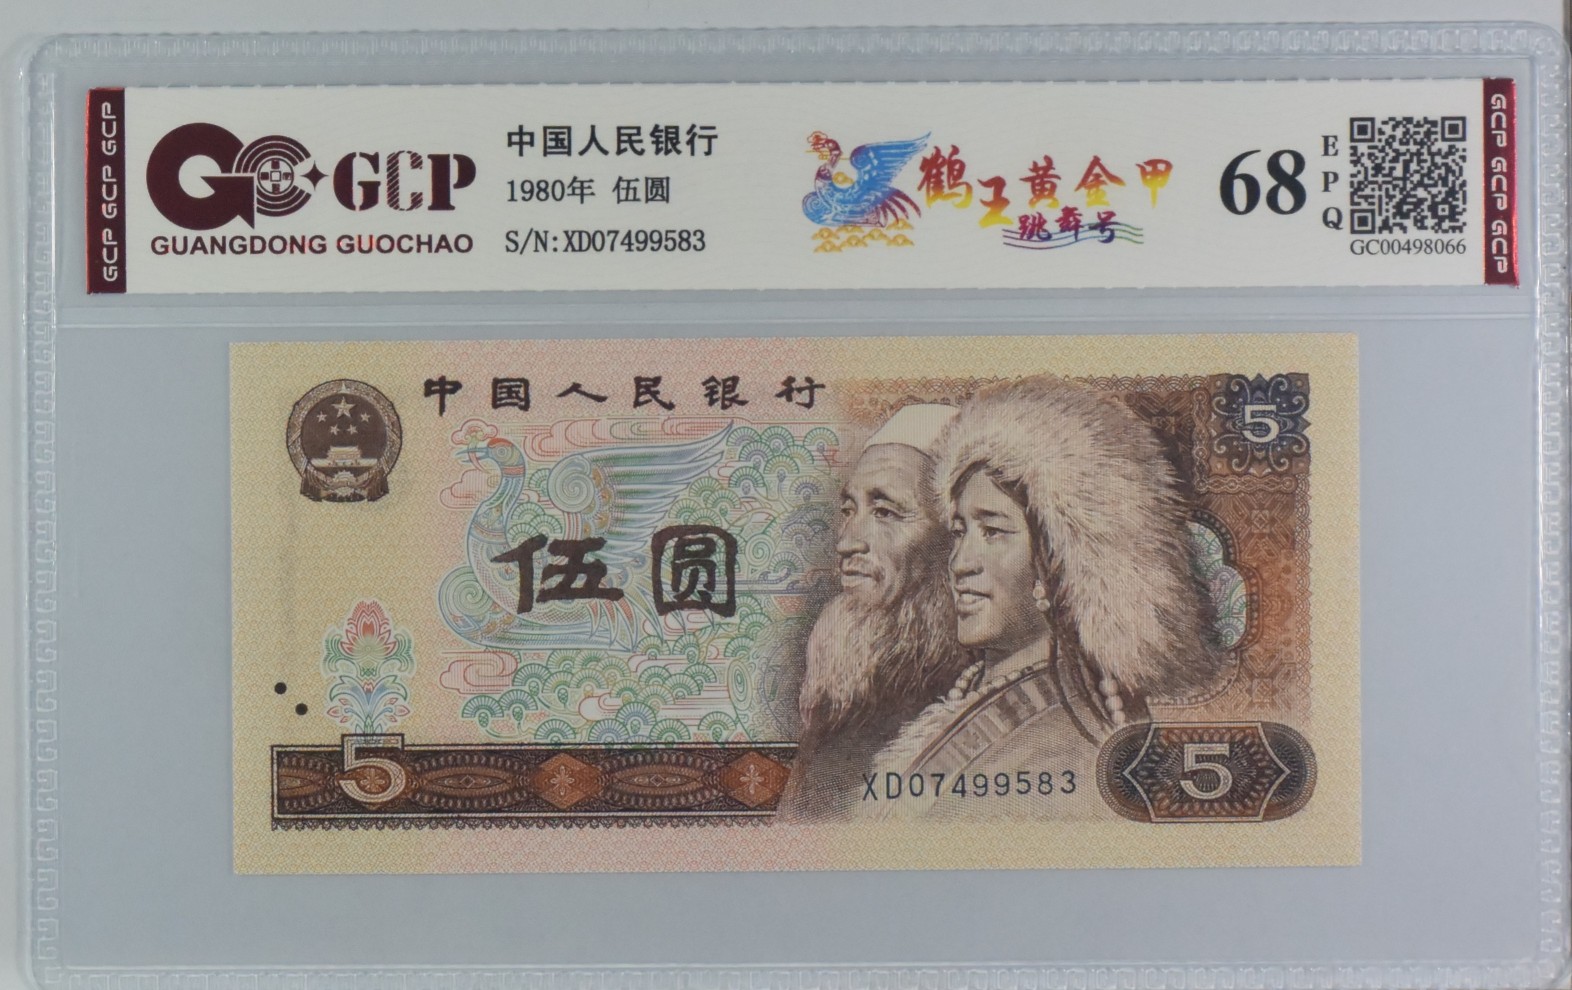 GCP GCP GCP
GCP
GUANGDONG GUOCHAO
中国人民银行
1980年 伍圆
S/N:XD07499583
鹤王黄金甲
跳舞号
68
EPQ
GC00498066
GCP GCP GCP
中国人民银行
5
伍圆
5
XD07499583
5